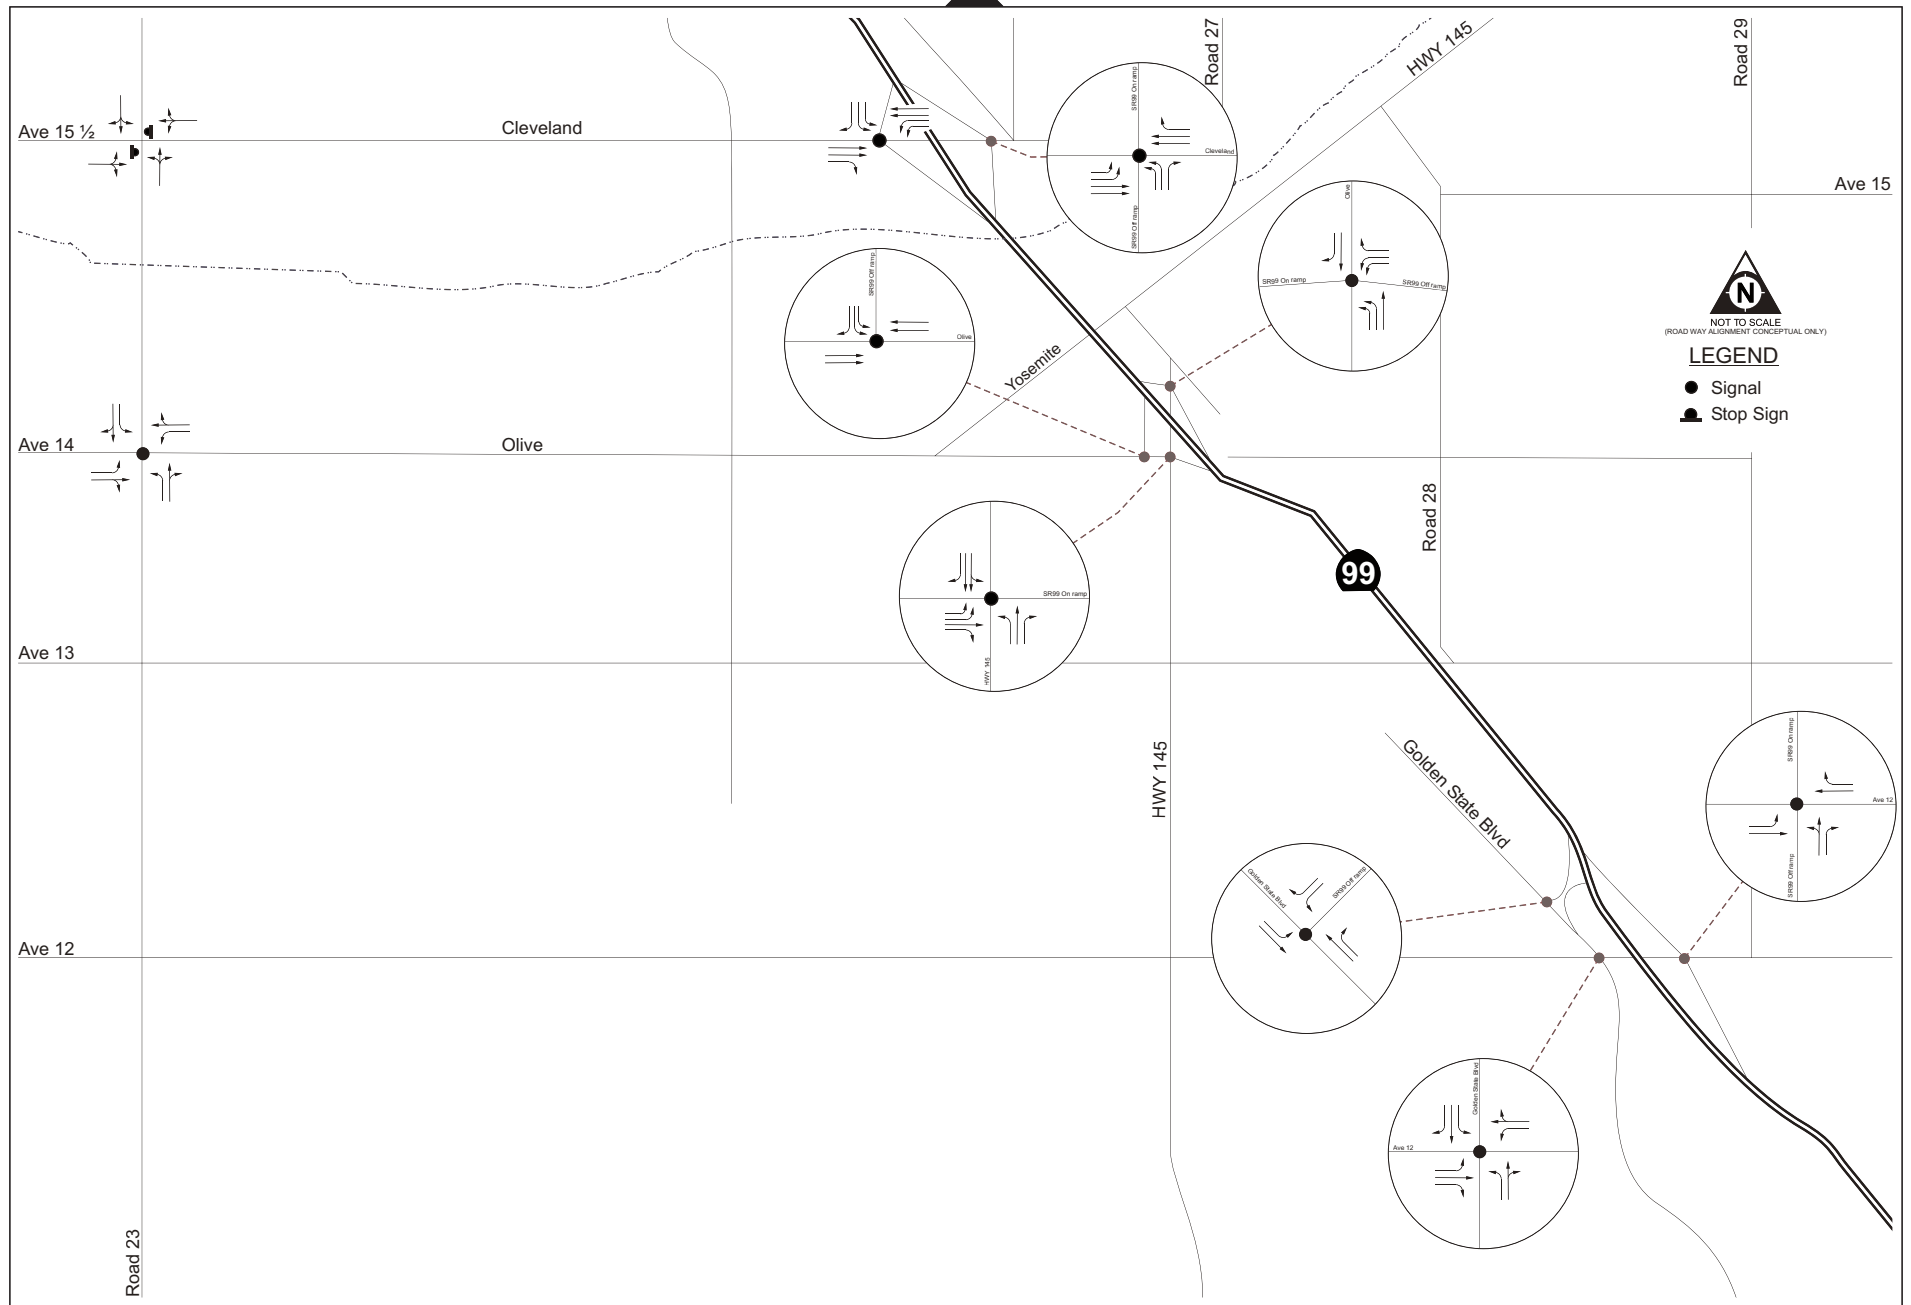 Road 27
HWY 145
Road 29
Ave 15 ½
Cleveland
SR99 On ramp
Cleveland
SR99 Off ramp
Ave 15
Olive
SR99 On ramp
SR99 Off ramp
SR99 Off ramp
Olive
Yosemite
N
NOT TO SCALE
(ROAD WAY ALIGNMENT CONCEPTUAL ONLY)
LEGEND
Signal
Stop Sign
Ave 14
Olive
Road 28
99
SR99 On ramp
HWY 145
Ave 13
HWY 145
Golden State Blvd
SR99 On ramp
Ave 12
SR99 Off ramp
Golden State Blvd
SR99 Off ramp
Ave 12
Golden State Blvd
Ave 12
Road 23